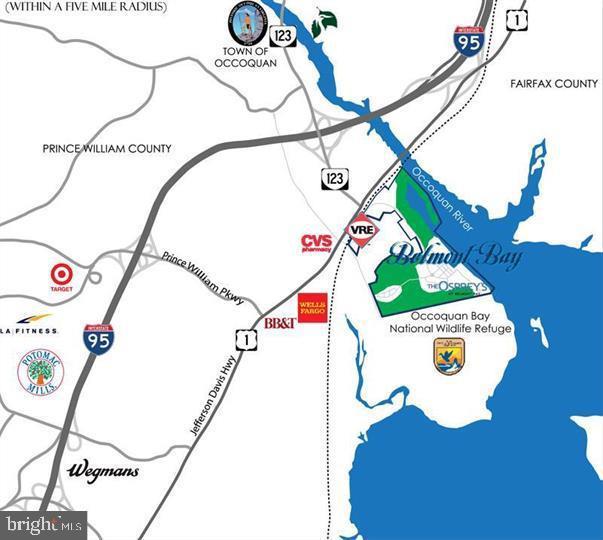 (WITHIN A FIVE MILE RADIUS)
TOWN OF
OCCOQUAN
123
INTERSTATE
95
1
FAIRFAX COUNTY
PRINCE WILLIAM COUNTY
123
Occoquan River
CVS
pharmacy
VRE
Belmont Bay
THE OSPREY'S
Prince William Pkwy
TARGET
WELLS
FARGO
BB&T
Occoquan Bay
National Wildlife Refuge
LA FITNESS
INTERSTATE
95
1
POTOMAC
MILLS
Jefferson Davis Hwy
Wegmans
bright MLS